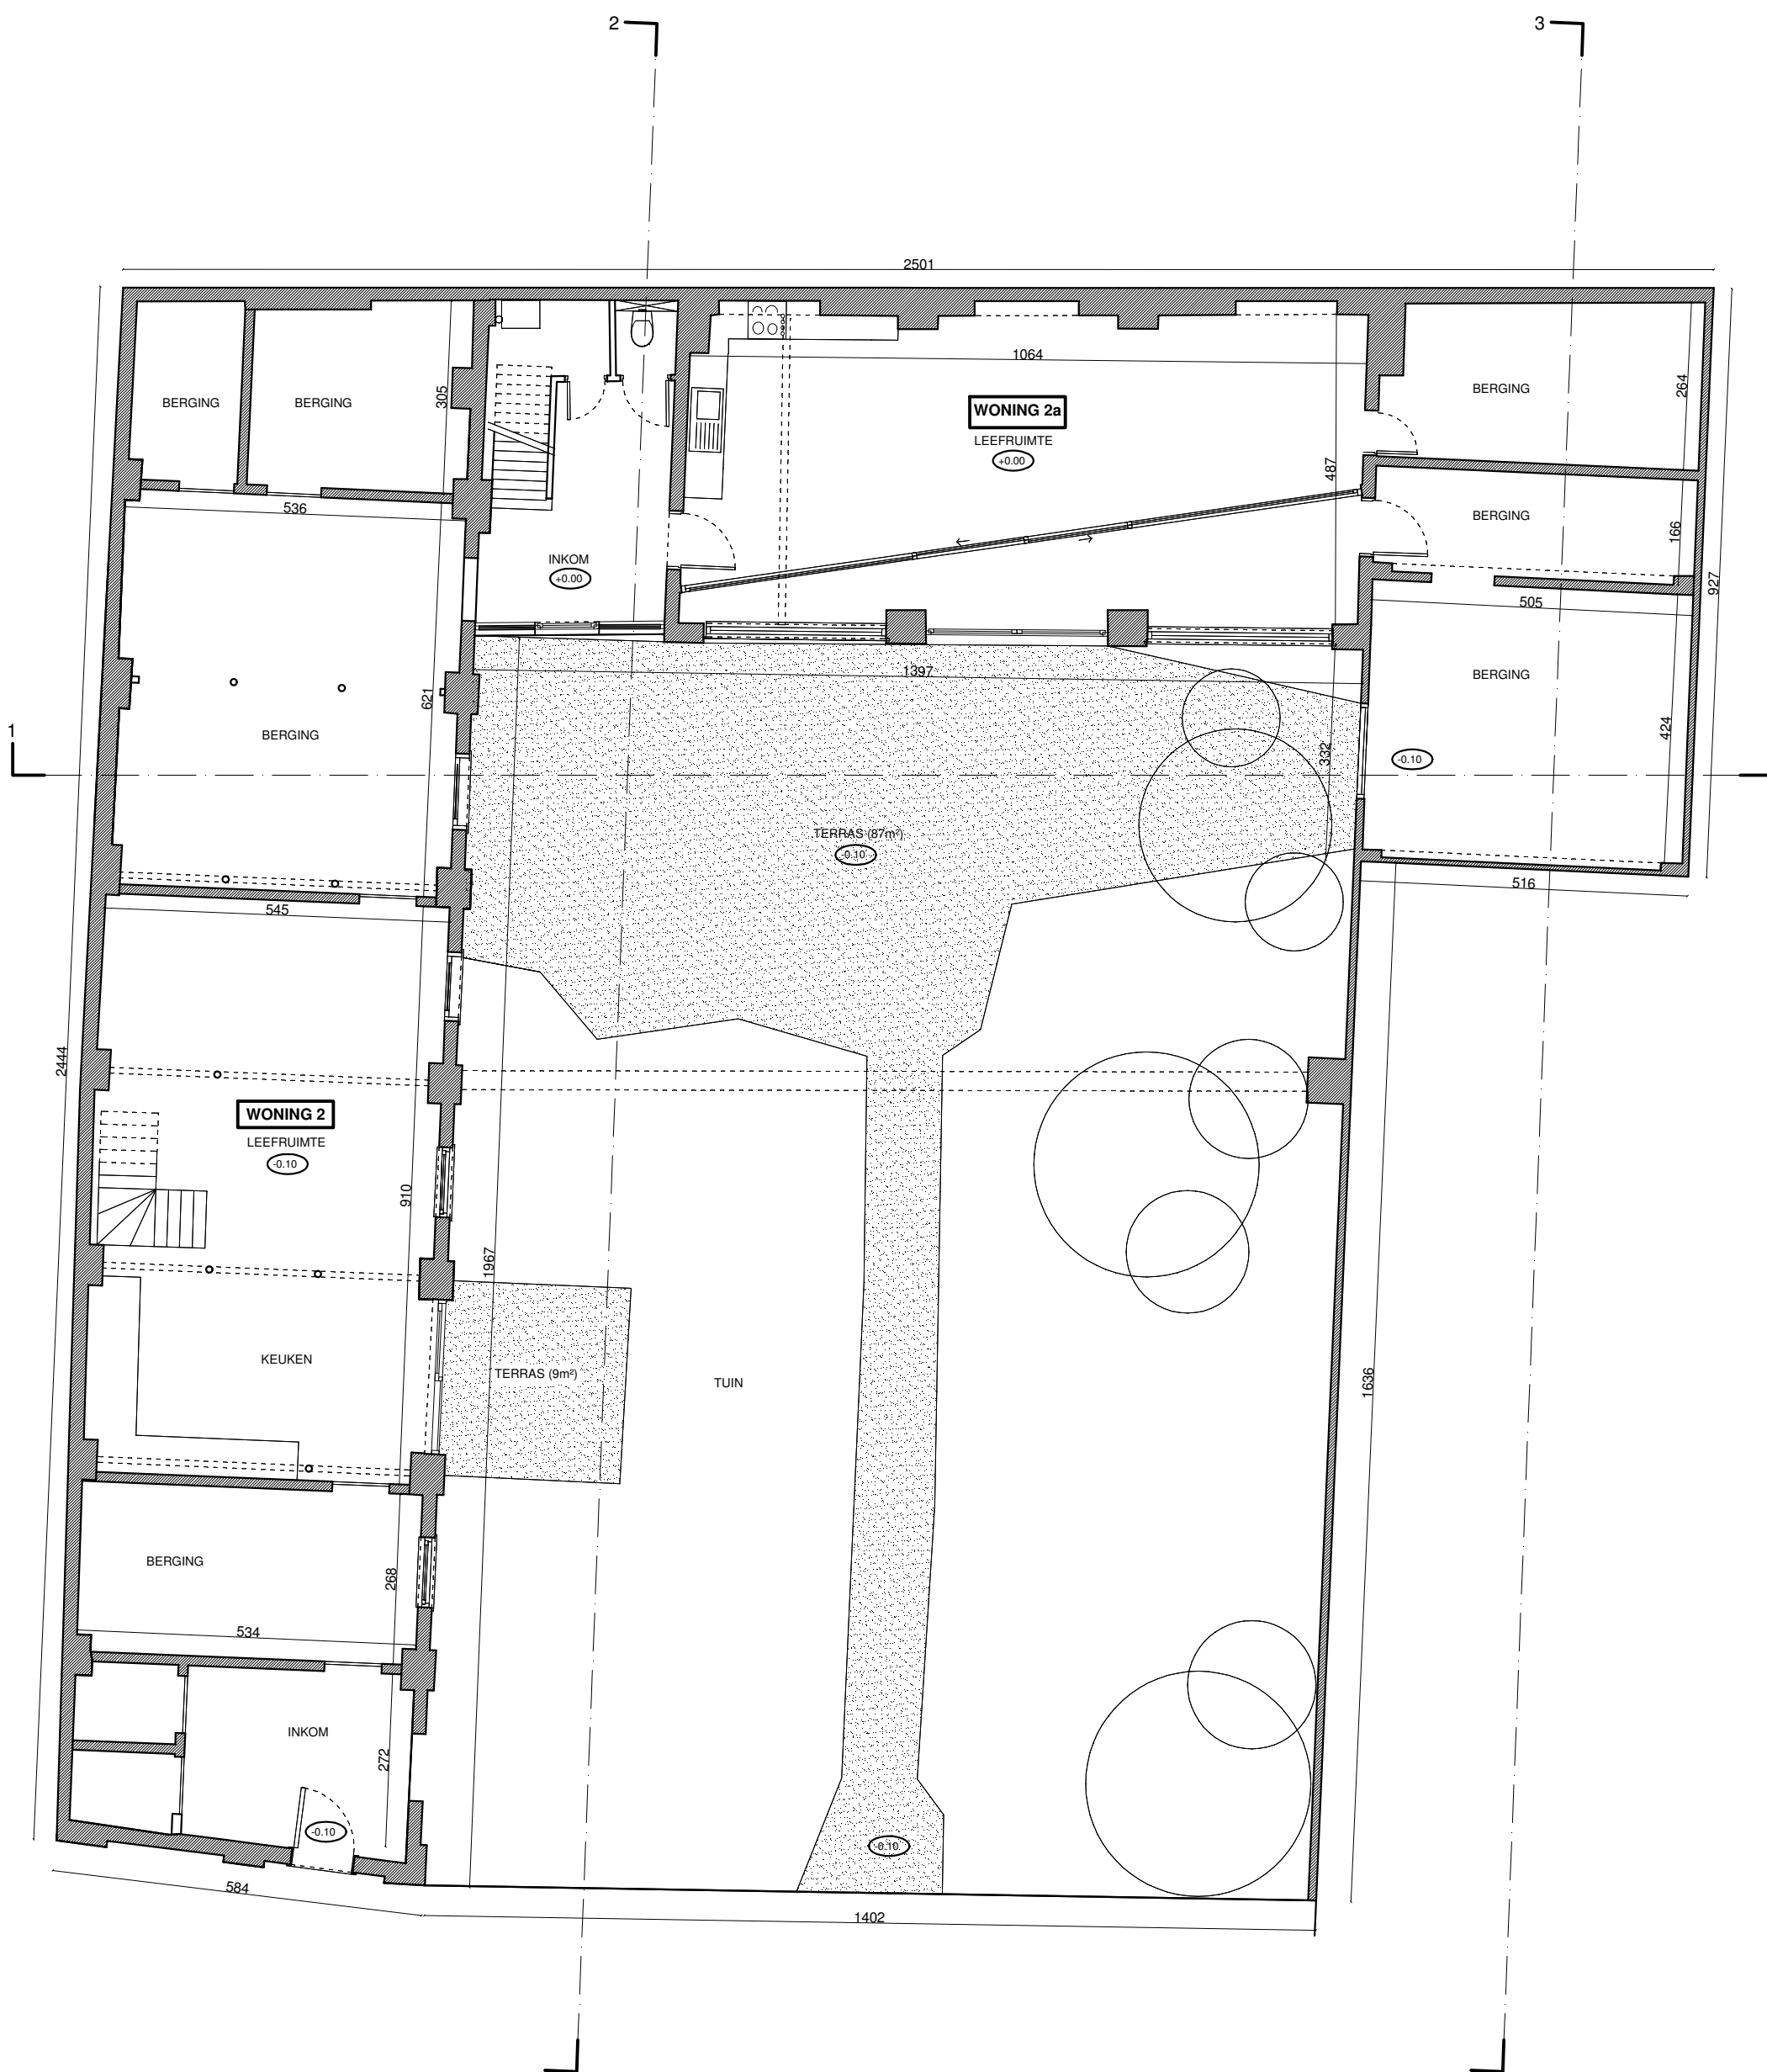 2
3
2501
BERGING
BERGING
305
1064
WONING 2a
LEEFRUIMTE
+0.00
487
BERGING
264
536
INKOM
+0.00
BERGING
166
927
505
1397
621
BERGING
1
BERGING
332
424
-0.10
TERRAS (87m²)
-0.10
545
516
2444
WONING 2
LEEFRUIMTE
-0.10
910
1967
KEUKEN
TERRAS (9m²)
TUIN
1636
BERGING
268
534
INKOM
272
-0.10
-0.10
584
1402